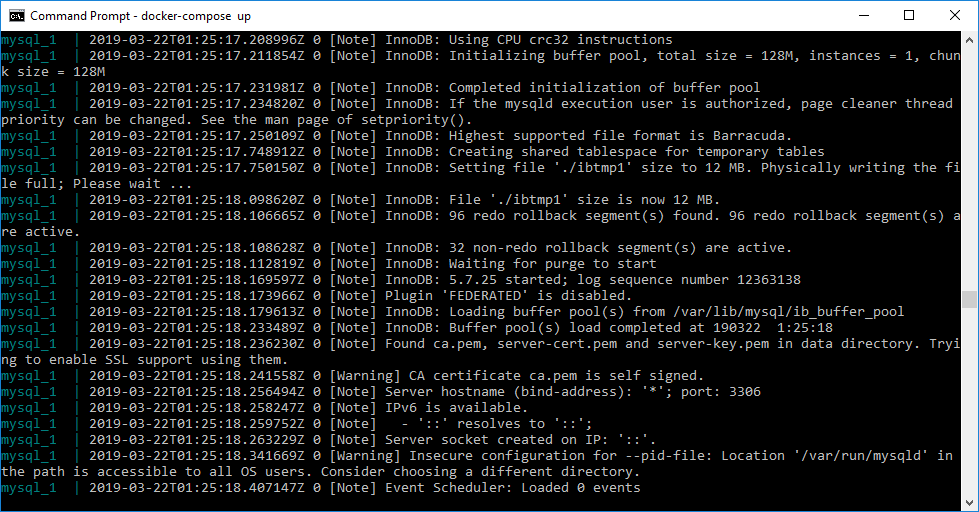 Command Prompt - docker-compose up
mysql_1  | 2019-03-22T01:25:17.208996Z 0 [Note] InnoDB: Using CPU crc32 instructions
mysql_1  | 2019-03-22T01:25:17.211854Z 0 [Note] InnoDB: Initializing buffer pool, total size = 128M, instances = 1, chun
k size = 128M
mysql_1  | 2019-03-22T01:25:17.231981Z 0 [Note] InnoDB: Completed initialization of buffer pool
mysql_1  | 2019-03-22T01:25:17.234820Z 0 [Note] InnoDB: If the mysqld execution user is authorized, page cleaner thread
priority can be changed. See the man page of setpriority().
mysql_1  | 2019-03-22T01:25:17.250109Z 0 [Note] InnoDB: Highest supported file format is Barracuda.
mysql_1  | 2019-03-22T01:25:17.748912Z 0 [Note] InnoDB: Creating shared tablespace for temporary tables
mysql_1  | 2019-03-22T01:25:17.750150Z 0 [Note] InnoDB: Setting file './ibtmp1' size to 12 MB. Physically writing the fi
le full; Please wait ...
mysql_1  | 2019-03-22T01:25:18.098620Z 0 [Note] InnoDB: File './ibtmp1' size is now 12 MB.
mysql_1  | 2019-03-22T01:25:18.106665Z 0 [Note] InnoDB: 96 redo rollback segment(s) found. 96 redo rollback segment(s) a
re active.
mysql_1  | 2019-03-22T01:25:18.108628Z 0 [Note] InnoDB: 32 non-redo rollback segment(s) are active.
mysql_1  | 2019-03-22T01:25:18.112819Z 0 [Note] InnoDB: Waiting for purge to start
mysql_1  | 2019-03-22T01:25:18.169597Z 0 [Note] InnoDB: 5.7.25 started; log sequence number 12363138
mysql_1  | 2019-03-22T01:25:18.173966Z 0 [Note] Plugin 'FEDERATED' is disabled.
mysql_1  | 2019-03-22T01:25:18.179613Z 0 [Note] InnoDB: Loading buffer pool(s) from /var/lib/mysql/ib_buffer_pool
mysql_1  | 2019-03-22T01:25:18.233489Z 0 [Note] InnoDB: Buffer pool(s) load completed at 190322  1:25:18
mysql_1  | 2019-03-22T01:25:18.236230Z 0 [Note] Found ca.pem, server-cert.pem and server-key.pem in data directory. Tryi
ng to enable SSL support using them.
mysql_1  | 2019-03-22T01:25:18.241558Z 0 [Warning] CA certificate ca.pem is self signed.
mysql_1  | 2019-03-22T01:25:18.256494Z 0 [Note] Server hostname (bind-address): '*'; port: 3306
mysql_1  | 2019-03-22T01:25:18.258247Z 0 [Note] IPv6 is available.
mysql_1  | 2019-03-22T01:25:18.259752Z 0 [Note]   - '::' resolves to '::';
mysql_1  | 2019-03-22T01:25:18.263229Z 0 [Note] Server socket created on IP: '::'.
mysql_1  | 2019-03-22T01:25:18.341669Z 0 [Warning] Insecure configuration for --pid-file: Location '/var/run/mysqld' in
the path is accessible to all OS users. Consider choosing a different directory.
mysql_1  | 2019-03-22T01:25:18.407147Z 0 [Note] Event Scheduler: Loaded 0 events